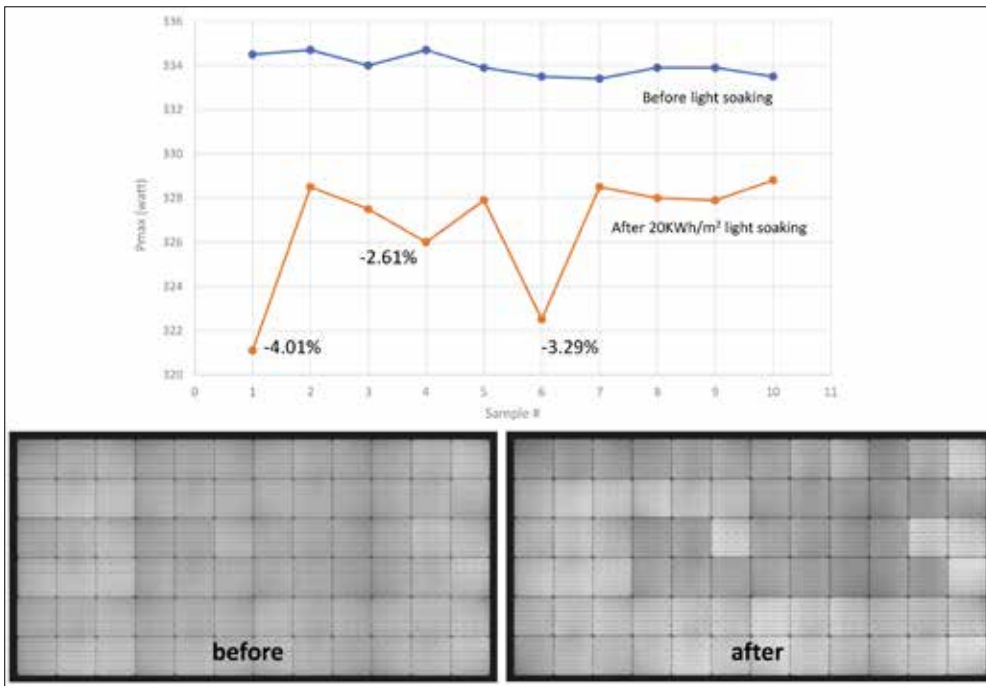 336
334
332
330
328
326
324
322
320
Pmax (watt)
Before light soaking
After 20KWh/m² light soaking
-2.61%
-4.01%
-3.29%
0 1 2 3 4 5 6 7 8 9 10 11
Sample #
before
after